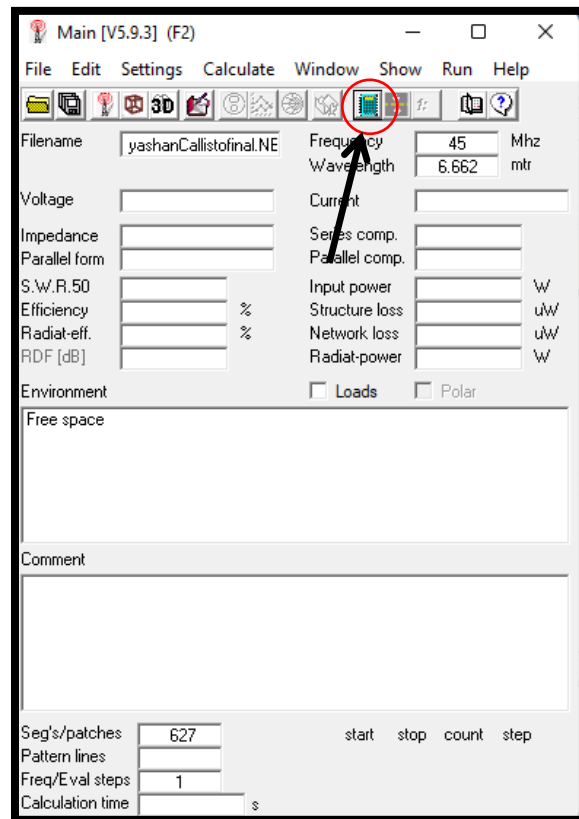 Main [V5.9.3] (F2)
File Edit Settings Calculate Window Show Run Help
3D
Filename yashanCallistofinal.NE Frequency 45 Mhz
Wavelength 6.662 mtr
Voltage Current
Impedance Series comp.
Parallel form Parallel comp.
S.W.R.50 Input power W
Efficiency % Structure loss uW
Radiat-eff. % Network loss uW
RDF [dB] Radiat-power W
Environment Loads Polar
Free space
Comment
Seg's/patches 627 start stop count step
Pattern lines
Freq/Eval steps 1
Calculation time s